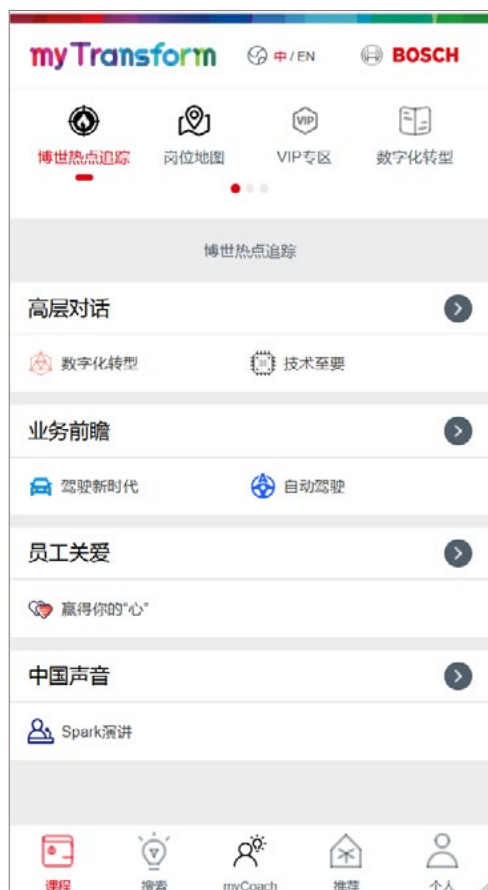 myTransform 中 / EN BOSCH
VIP
博世热点追踪 岗位地图 VIP专区 数字化转型
博世热点追踪
高层对话
数字化转型 技术至要
业务前瞻
驾驶新时代 自动驾驶
员工关爱
赢得你的“心”
中国声音
Spark演讲
课程 搜索 myCoach 推荐 个人